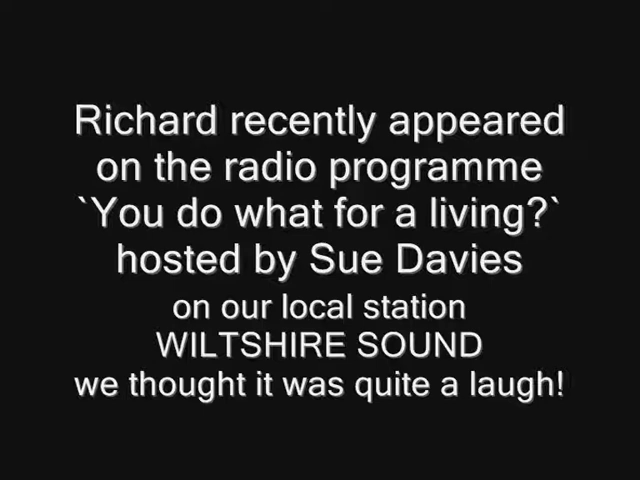 Richard recently appeared
on the radio programme
`You do what for a living?`
hosted by Sue Davies
on our local station
WILTSHIRE SOUND
we thought it was quite a laugh!